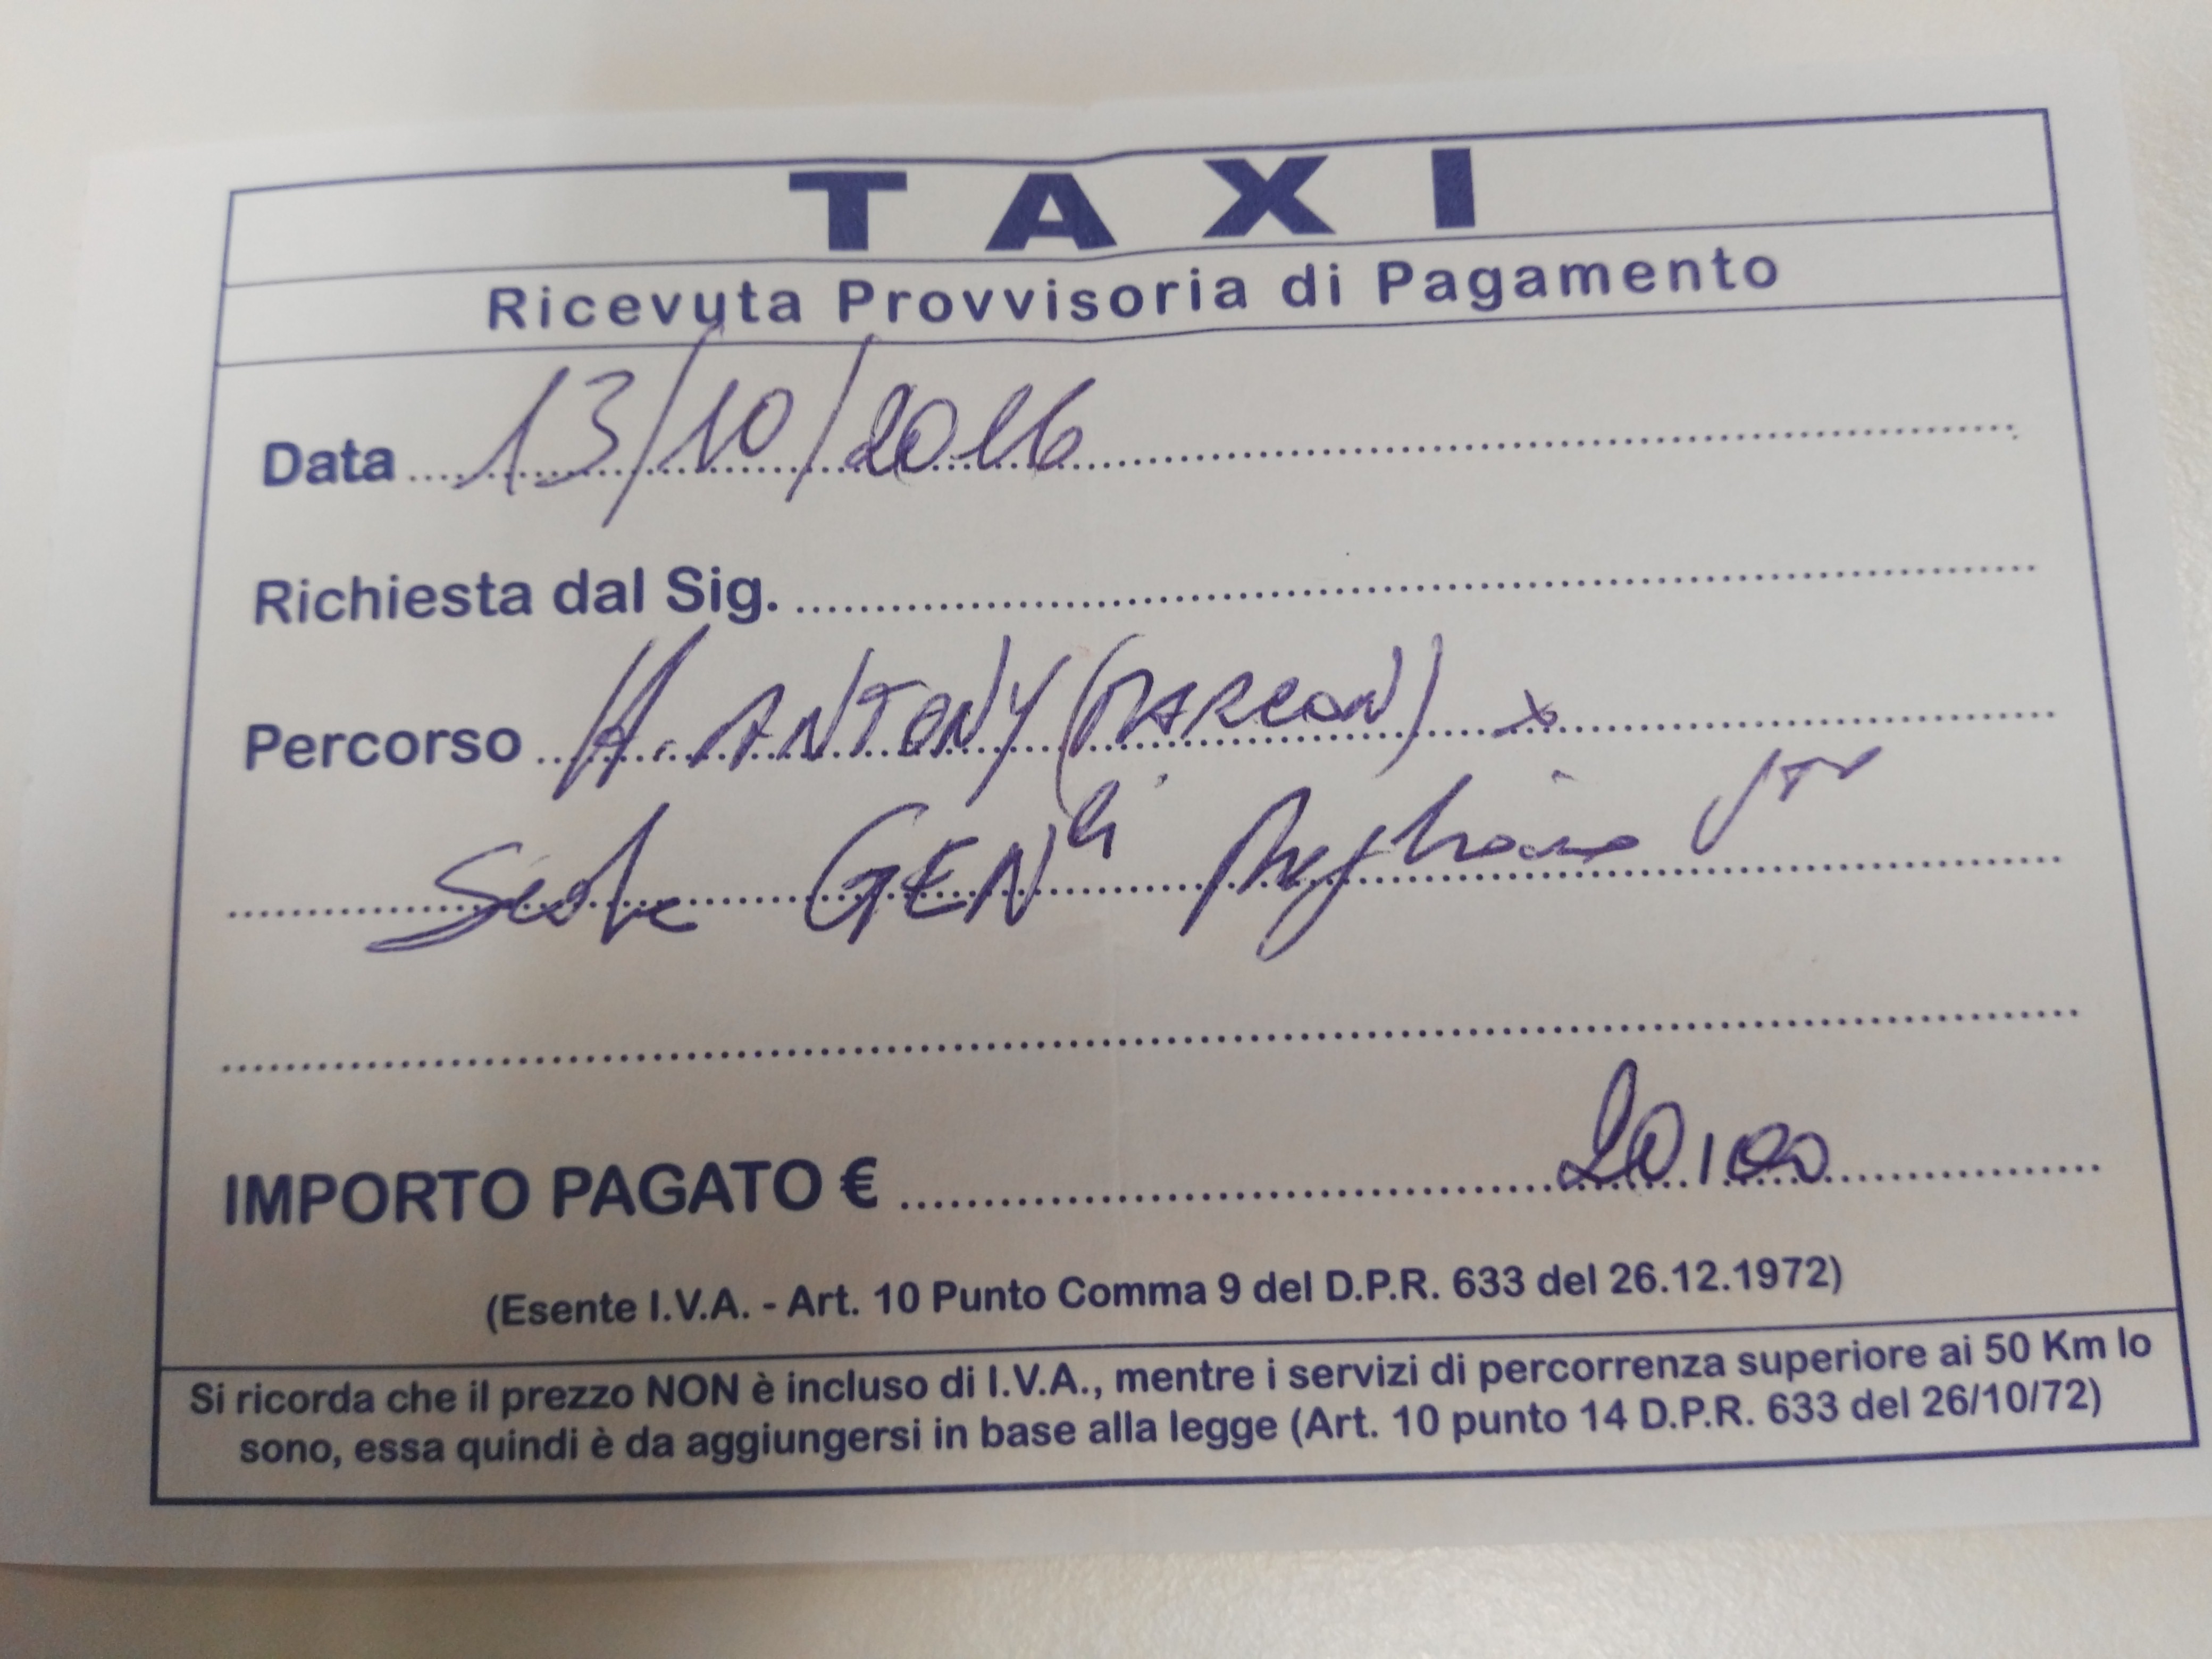 TAXI
Ricevuta Provvisoria di Pagamento
Data 13/10/2016
Richiesta dal Sig.
Percorso H. ANTONY (MARCON) x
Sede GEN li
IMPORTO PAGATO € 20,00
(Esente I.V.A. - Art. 10 Punto Comma 9 del D.P.R. 633 del 26.12.1972)
Si ricorda che il prezzo NON è incluso di I.V.A., mentre i servizi di percorrenza superiore ai 50 Km lo
sono, essa quindi è da aggiungersi in base alla legge (Art. 10 punto 14 D.P.R. 633 del 26/10/72)